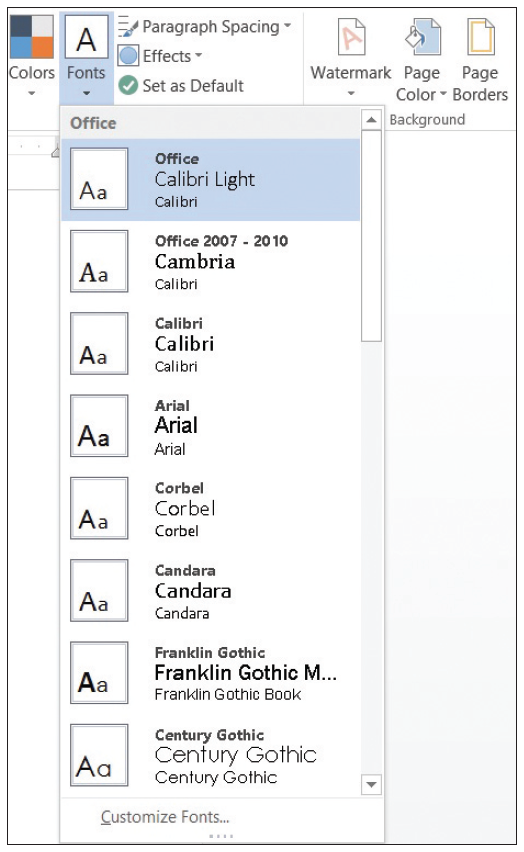 A
Paragraph Spacing
Effects
Set as Default
Colors
Fonts
A
Watermark
Page Color
Page Borders
Background
Office
Aa
Office
Calibri Light
Calibri
Aa
Office 2007 - 2010
Cambria
Calibri
Aa
Calibri
Calibri
Calibri
Aa
Arial
Arial
Arial
Aa
Corbel
Corbel
Corbel
Aa
Candara
Candara
Candara
Aa
Franklin Gothic
Franklin Gothic M...
Franklin Gothic Book
Aa
Century Gothic
Century Gothic
Century Gothic
Customize Fonts...